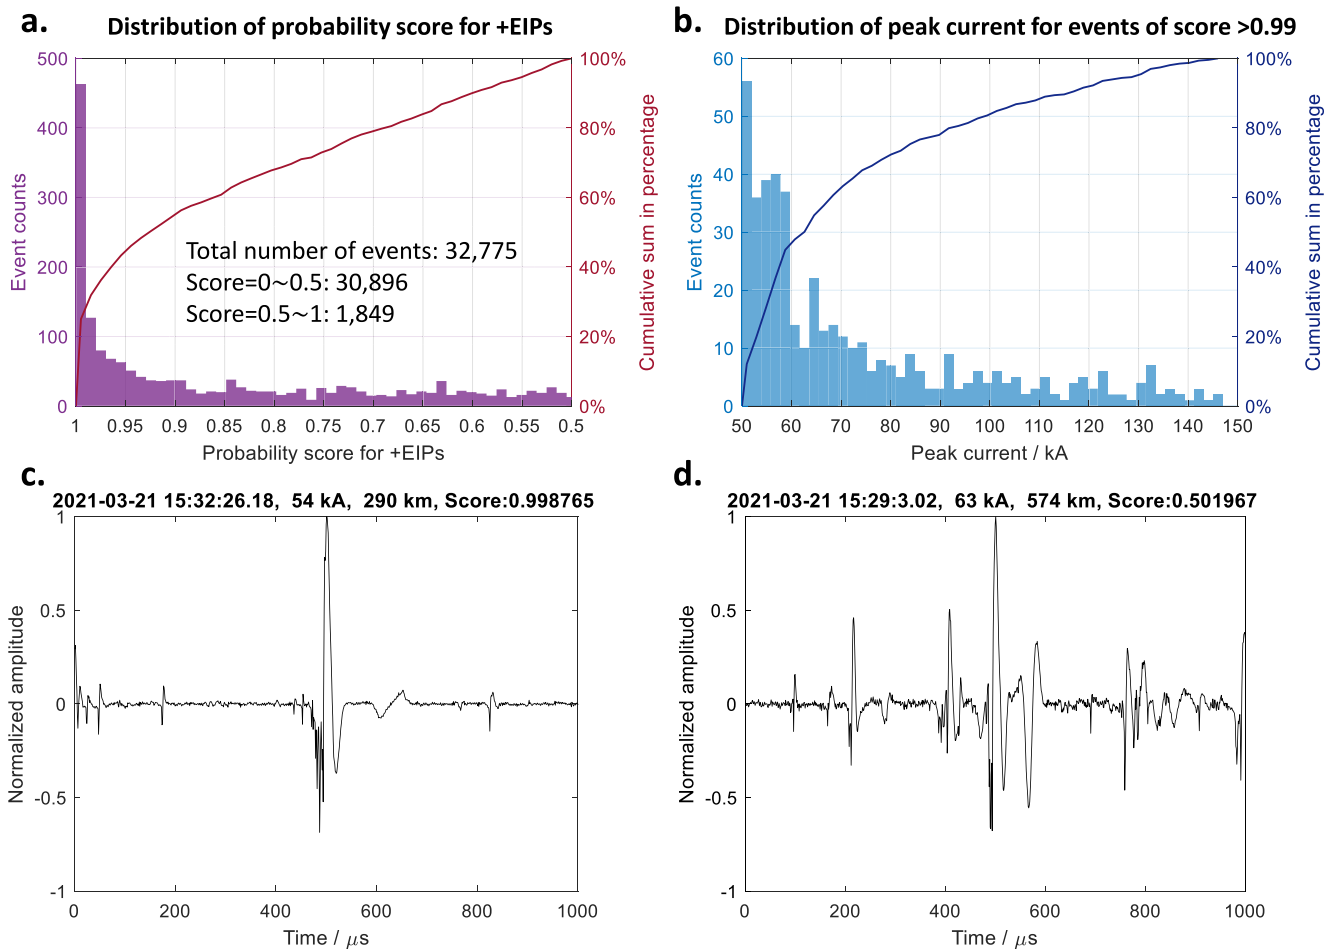 a.
Distribution of probability score for +EIPs
500
400
300
200
100
0
Event counts
100%
80%
60%
40%
20%
0%
Cumulative sum in percentage
Total number of events: 32,775
Score=0~0.5: 30,896
Score=0.5~1: 1,849
1 0.95 0.9 0.85 0.8 0.75 0.7 0.65 0.6 0.55 0.5
Probability score for +EIPs
b.
Distribution of peak current for events of score >0.99
60
50
40
30
20
10
0
Event counts
100%
80%
60%
40%
20%
0%
Cumulative sum in percentage
50 60 70 80 90 100 110 120 130 140 150
Peak current / kA
c.
2021-03-21 15:32:26.18, 54 kA, 290 km, Score:0.998765
1
0.5
0
-0.5
-1
Normalized amplitude
0 200 400 600 800 1000
Time / μs
d.
2021-03-21 15:29:3.02, 63 kA, 574 km, Score:0.501967
1
0.5
0
-0.5
-1
Normalized amplitude
0 200 400 600 800 1000
Time / μs